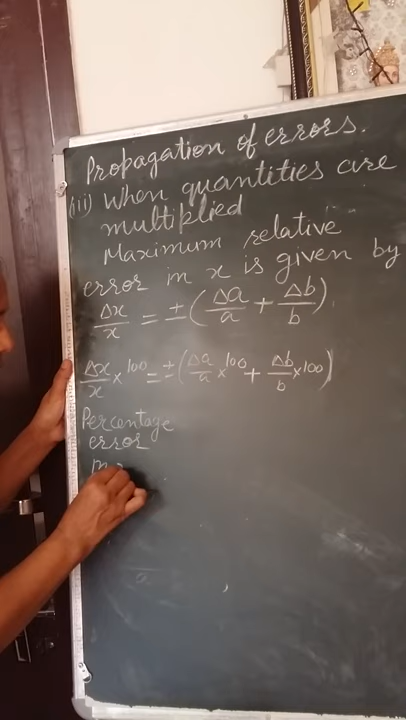 Propagation of errors.
(iii) When quantities are
multiplied
Maximum relative
error in x is given by
Δx/x = ±(Δa/a + Δb/b).
Δx/x × 100 = ±(Δa/a × 100 + Δb/b × 100)
Percentage
error
in